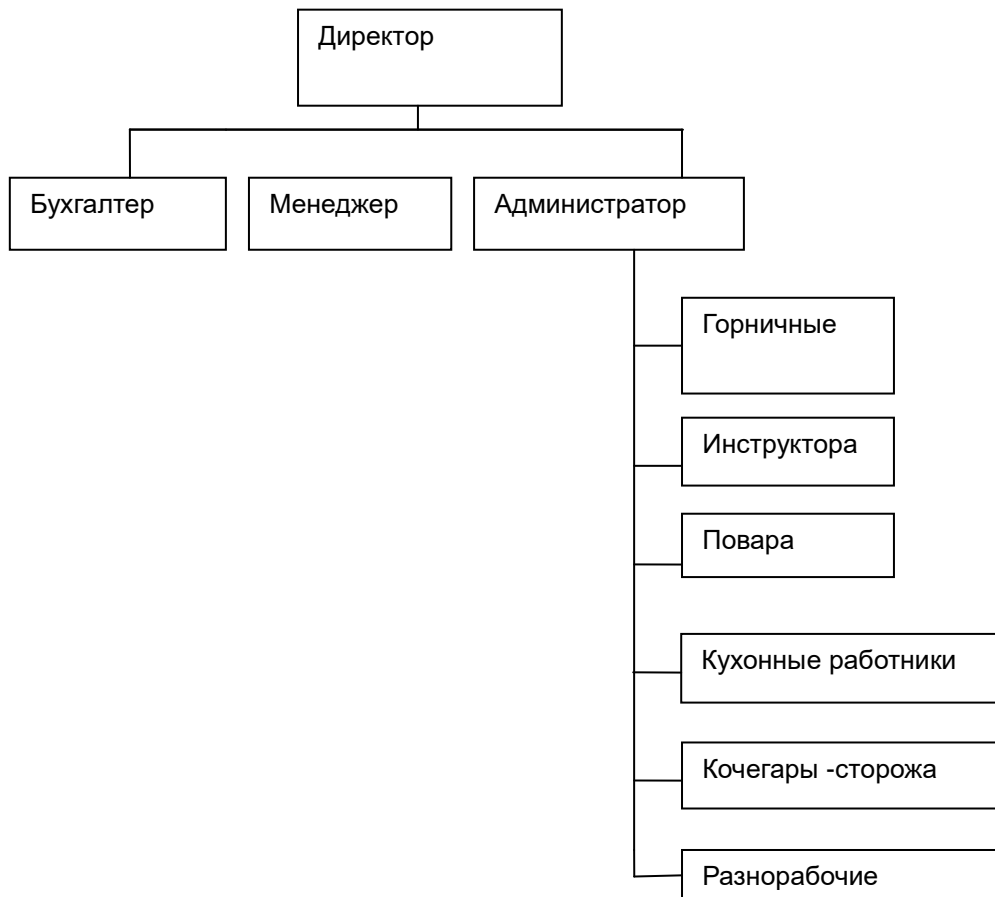 Директор
Бухгалтер
Менеджер
Администратор
Горничные
Инструктора
Повара
Кухонные работники
Кочегары -сторожа
Разнорабочие